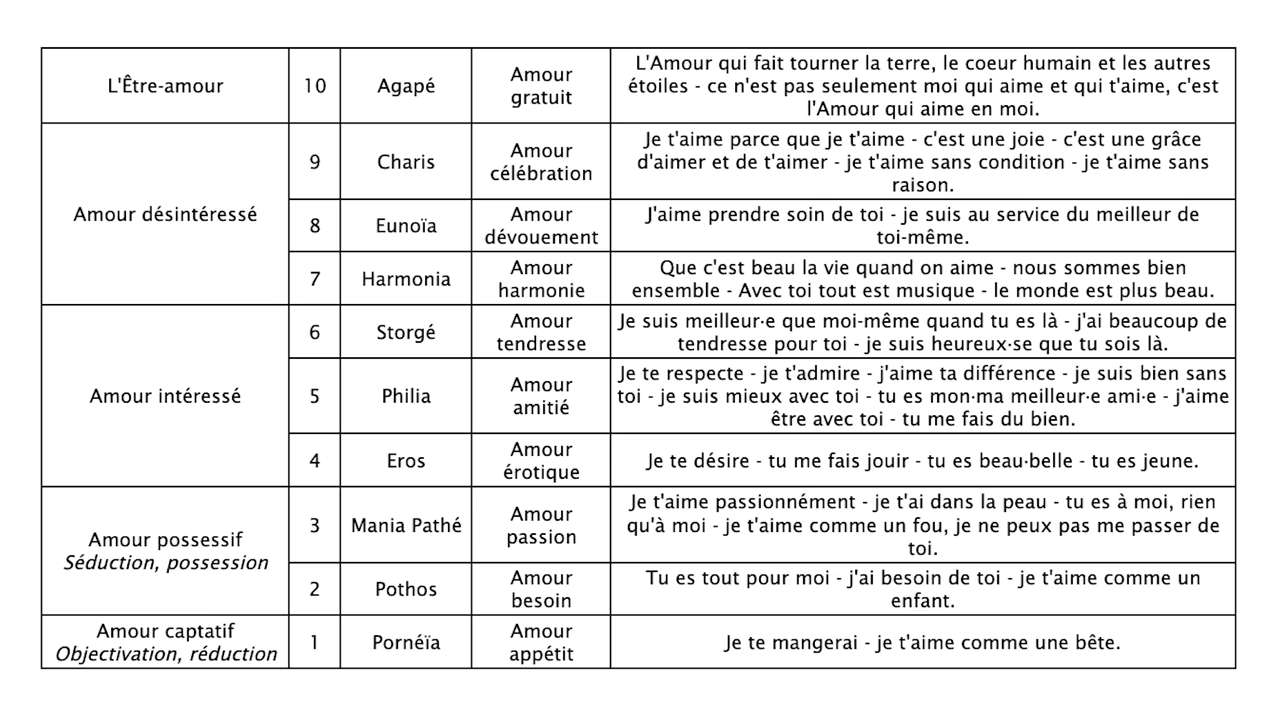 L'Être-amour
10
Agapé
Amour
gratuit
L'Amour qui fait tourner la terre, le coeur humain et les autres
étoiles - ce n'est pas seulement moi qui aime et qui t'aime, c'est
l'Amour qui aime en moi.
Amour désintéressé
9
Charis
Amour
célébration
Je t'aime parce que je t'aime - c'est une joie - c'est une grâce
d'aimer et de t'aimer - je t'aime sans condition - je t'aime sans
raison.
8
Eunoïa
Amour
dévouement
J'aime prendre soin de toi - je suis au service du meilleur de
toi-même.
7
Harmonia
Amour
harmonie
Que c'est beau la vie quand on aime - nous sommes bien
ensemble - Avec toi tout est musique - le monde est plus beau.
Amour intéressé
6
Storgé
Amour
tendresse
Je suis meilleur·e que moi-même quand tu es là - j'ai beaucoup de
tendresse pour toi - je suis heureux·se que tu sois là.
5
Philia
Amour
amitié
Je te respecte - je t'admire - j'aime ta différence - je suis bien sans
toi - je suis mieux avec toi - tu es mon·ma meilleur·e ami·e - j'aime
être avec toi - tu me fais du bien.
4
Eros
Amour
érotique
Je te désire - tu me fais jouir - tu es beau·belle - tu es jeune.
Amour possessif
Séduction, possession
3
Mania Pathé
Amour
passion
Je t'aime passionnément - je t'ai dans la peau - tu es à moi, rien
qu'à moi - je t'aime comme un fou, je ne peux pas me passer de
toi.
2
Pothos
Amour
besoin
Tu es tout pour moi - j'ai besoin de toi - je t'aime comme un
enfant.
Amour captatif
Objectivation, réduction
1
Pornéïa
Amour
appétit
Je te mangerai - je t'aime comme une bête.